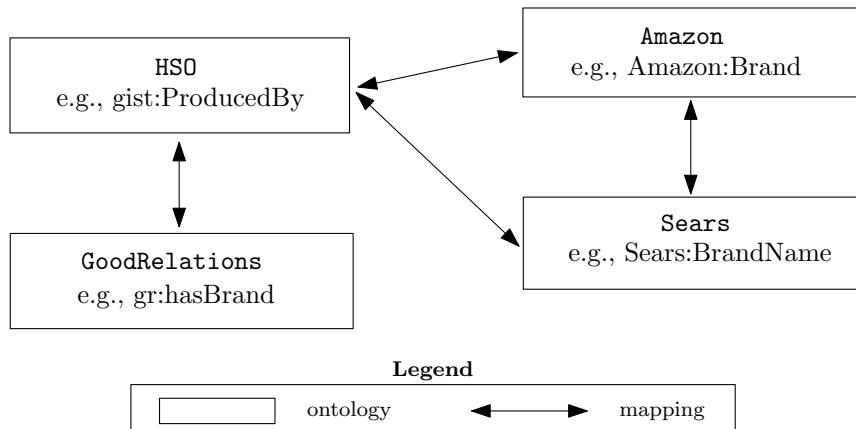 HSO
e.g., gist:ProducedBy
Amazon
e.g., Amazon:Brand
GoodRelations
e.g., gr:hasBrand
Sears
e.g., Sears:BrandName
Legend
ontology
mapping